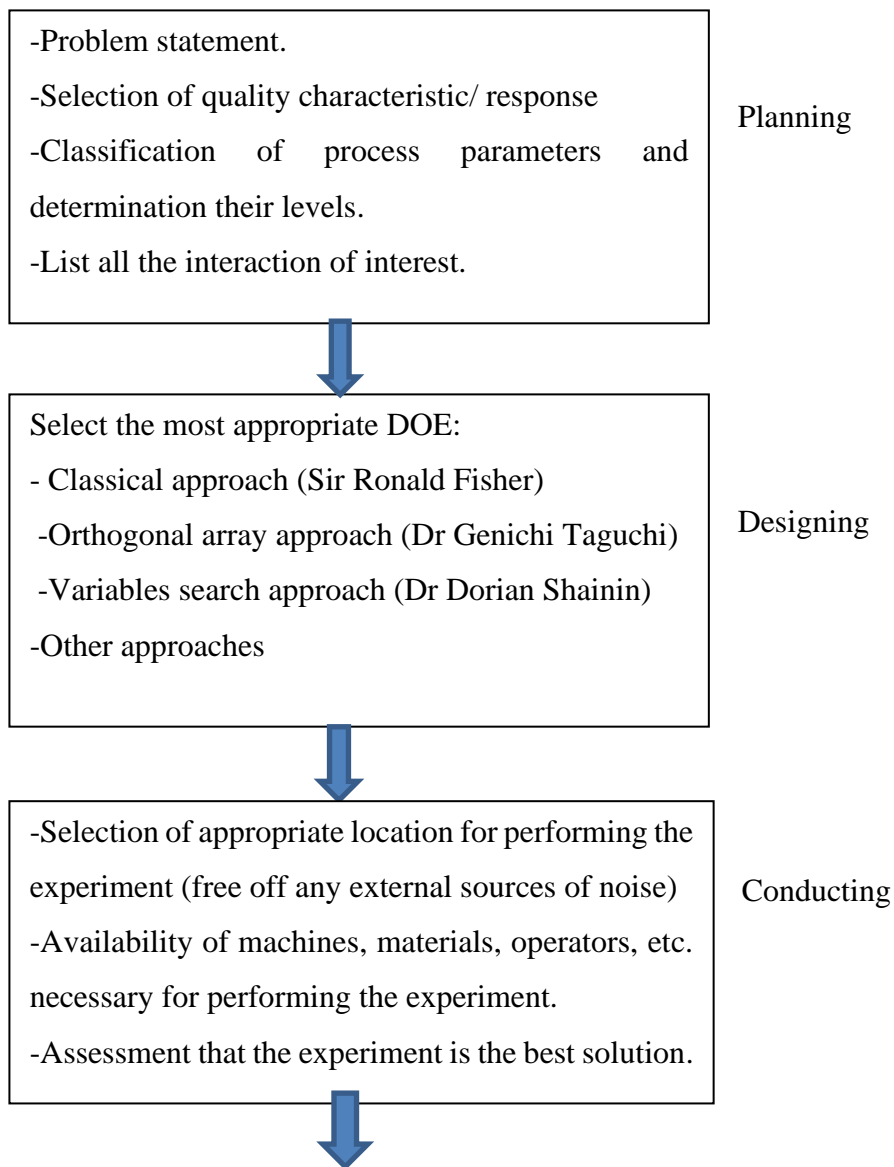 -Problem statement.
-Selection of quality characteristic/ response
-Classification of process parameters and
determination their levels.
-List all the interaction of interest.
Planning
Select the most appropriate DOE:
- Classical approach (Sir Ronald Fisher)
-Orthogonal array approach (Dr Genichi Taguchi)
-Variables search approach (Dr Dorian Shainin)
-Other approaches
Designing
-Selection of appropriate location for performing the
experiment (free off any external sources of noise)
-Availability of machines, materials, operators, etc.
necessary for performing the experiment.
-Assessment that the experiment is the best solution.
Conducting